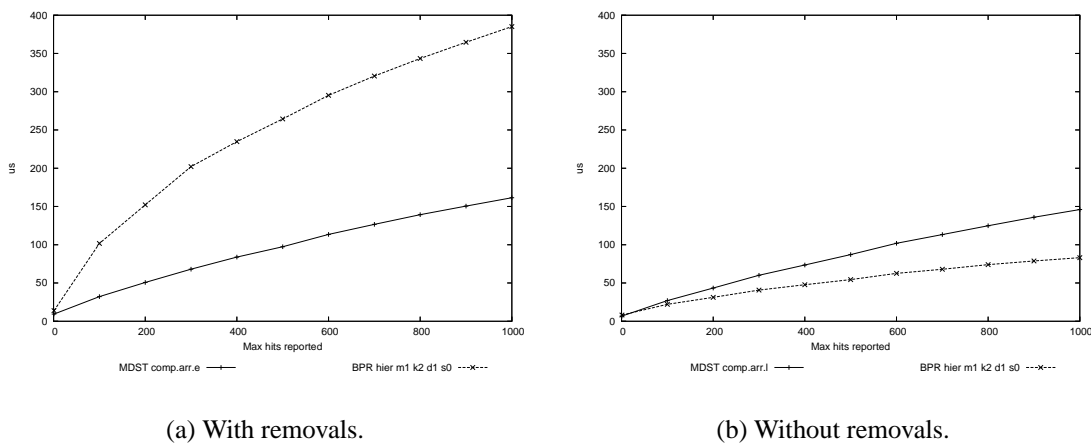 400
350
300
250
200
150
100
50
0
us
0 200 400 600 800 1000
Max hits reported
MDST comp.arr.e
BPR hier m1 k2 d1 s0
(a) With removals.
400
350
300
250
200
150
100
50
0
us
0 200 400 600 800 1000
Max hits reported
MDST comp.arr.l
BPR hier m1 k2 d1 s0
(b) Without removals.